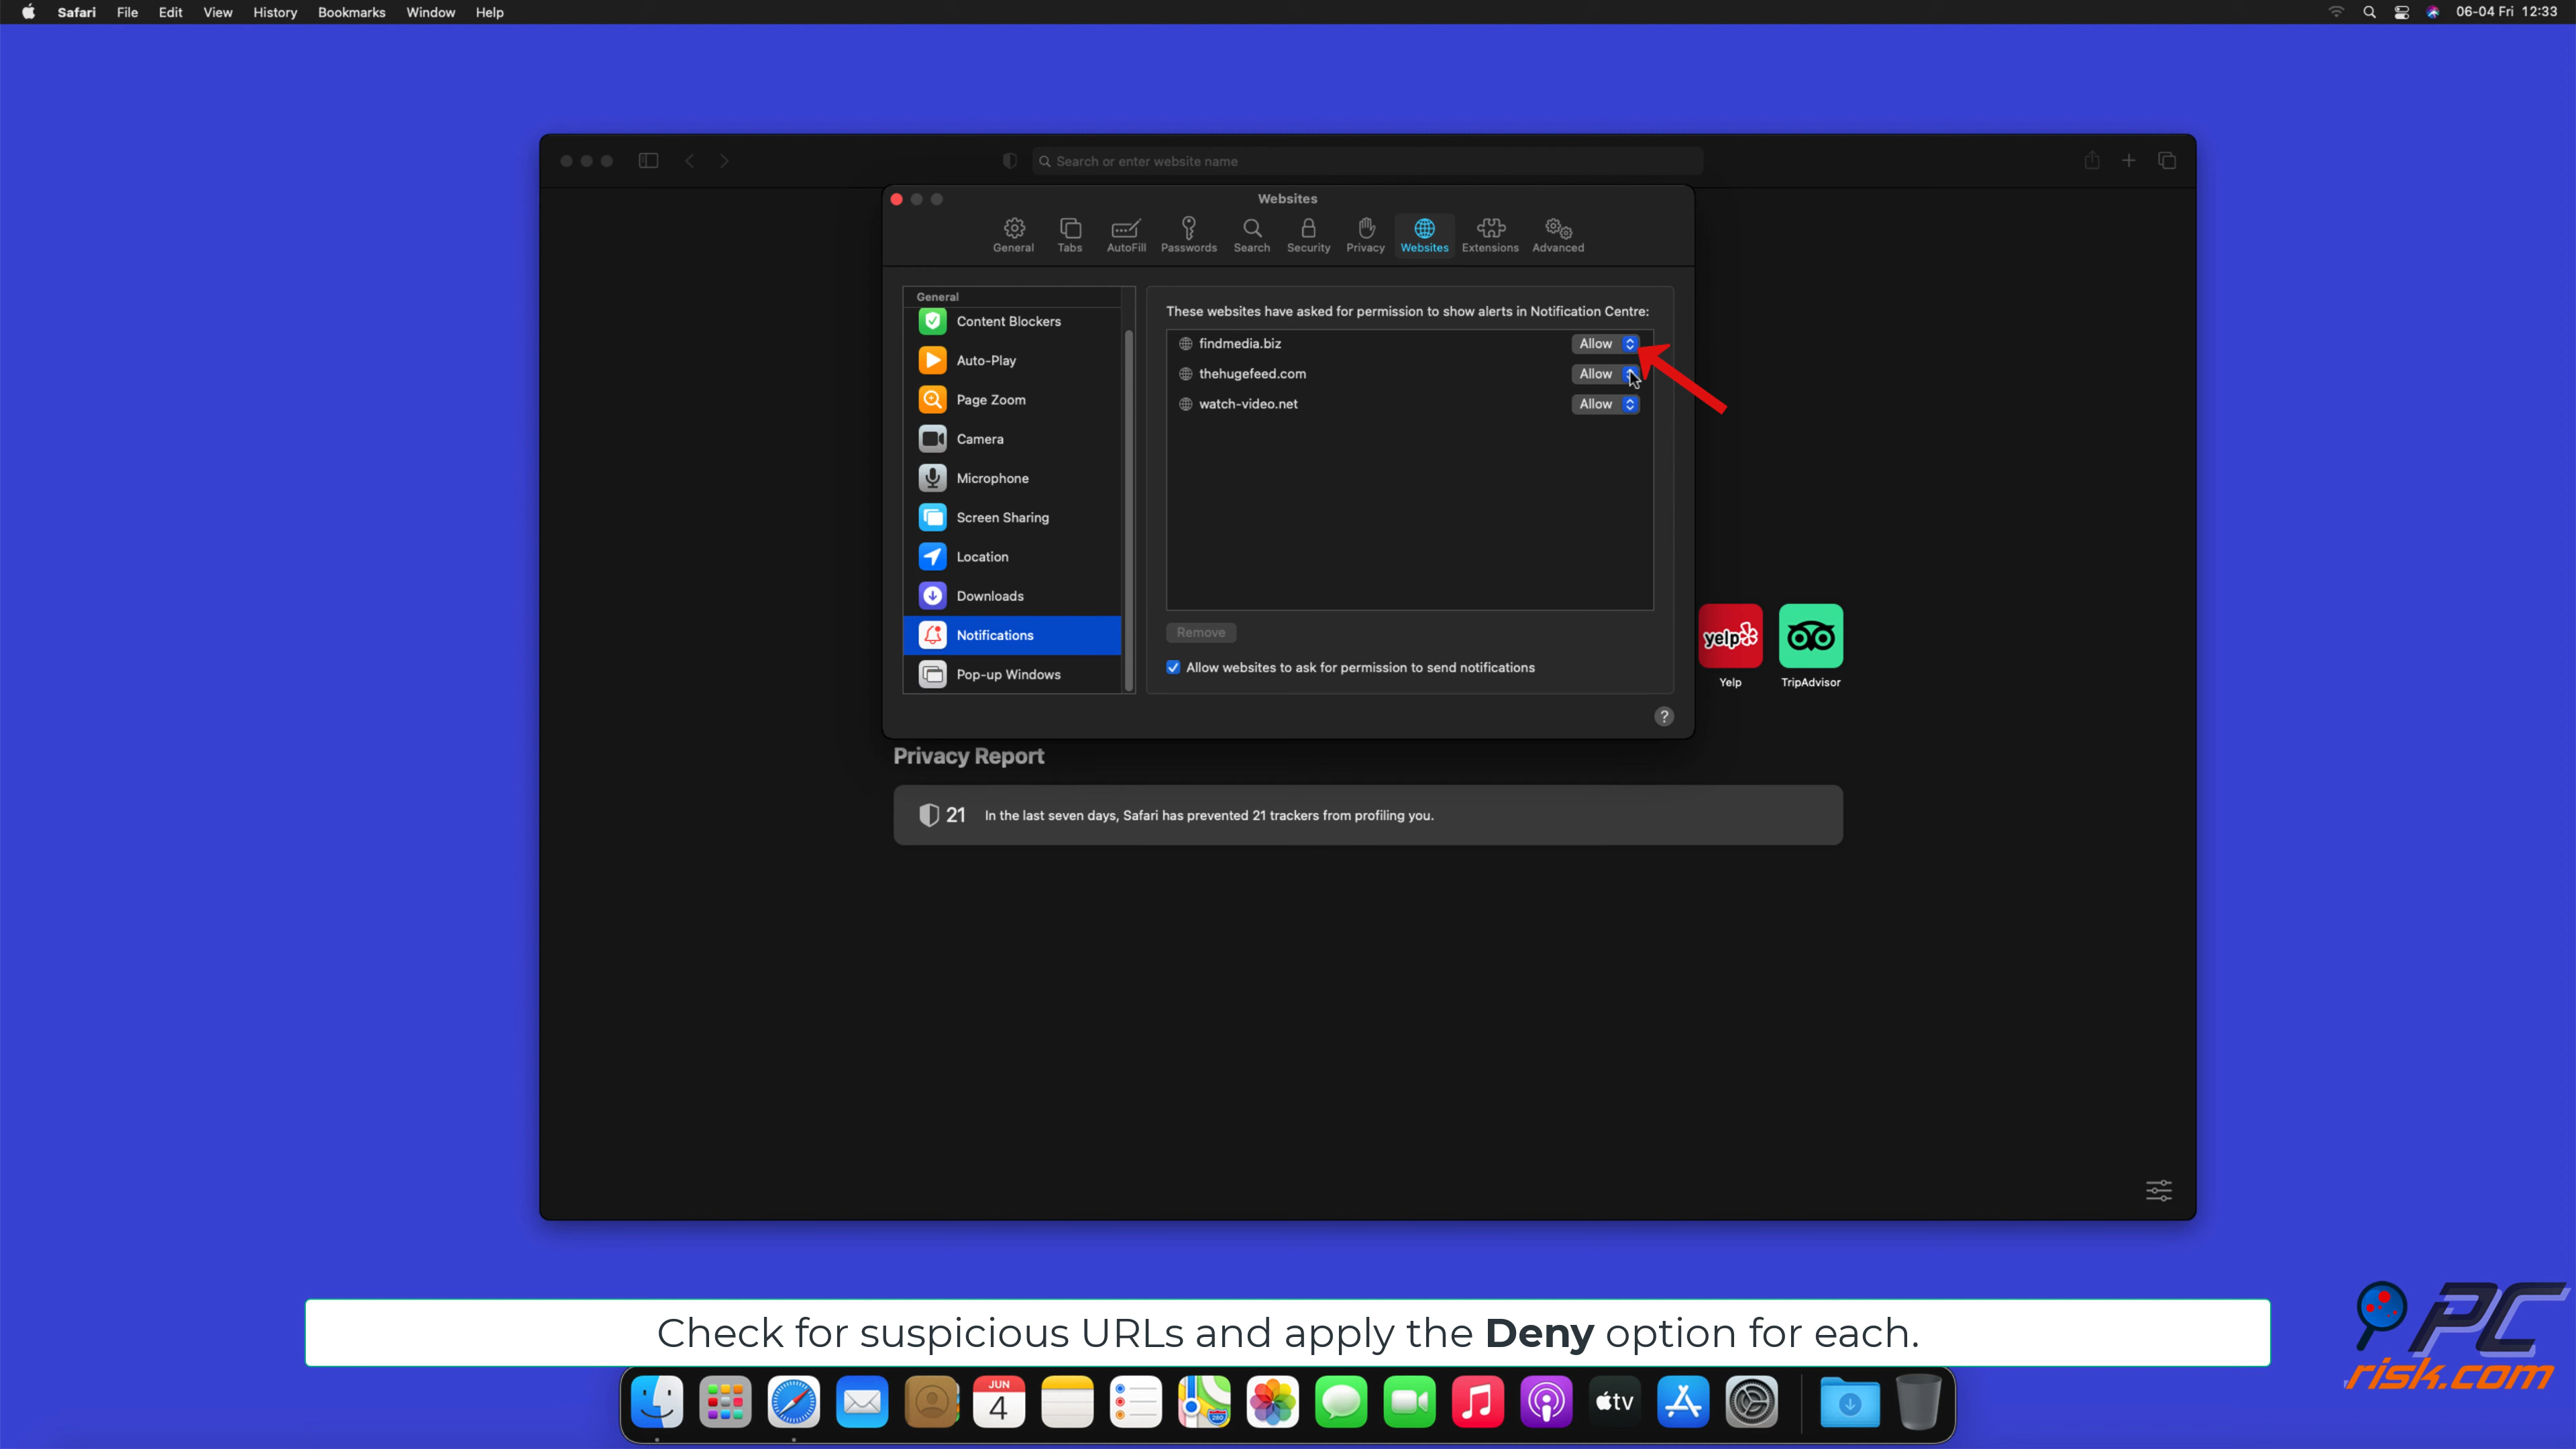 Safari File Edit View History Bookmarks Window Help
06-04 Fri 12:33
Search or enter website name
Websites
General Tabs AutoFill Passwords Search Security Privacy Websites Extensions Advanced
General
Content Blockers
Auto-Play
Page Zoom
Camera
Microphone
Screen Sharing
Location
Downloads
Notifications
Pop-up Windows
These websites have asked for permission to show alerts in Notification Centre:
findmedia.biz Allow
thehugefeed.com Allow
watch-video.net Allow
Remove
Allow websites to ask for permission to send notifications
?
yelp
Yelp TripAdvisor
Privacy Report
21 In the last seven days, Safari has prevented 21 trackers from profiling you.
Check for suspicious URLs and apply the Deny option for each.
PC
risk.com
JUN
4
280
tv